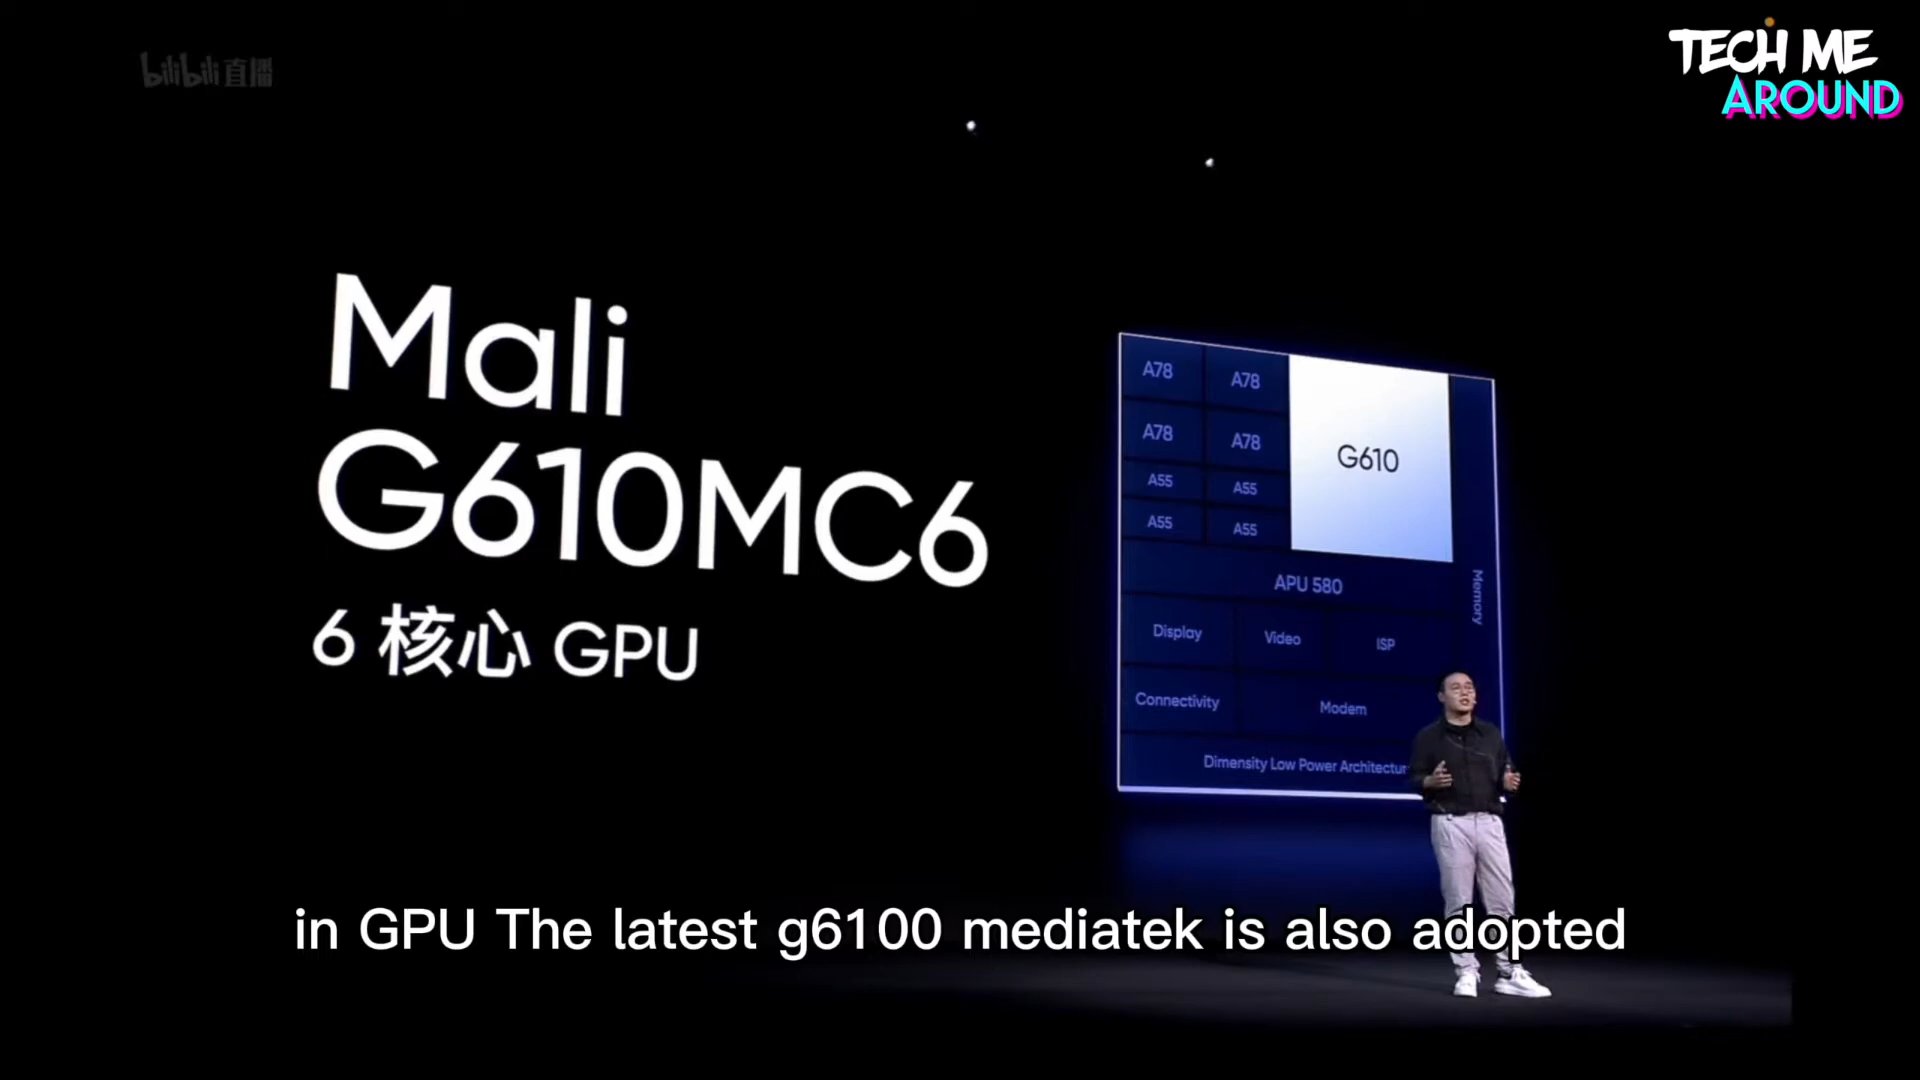 bilibili直播
TECH ME
AROUND
Mali
G610MC6
6 核心 GPU
A78 A78
A78 A78
A55 A55
A55 A55
G610
Memory
APU 580
Display Video ISP
Connectivity Modem
Dimensity Low Power Architectur
in GPU The latest g6100 mediatek is also adopted